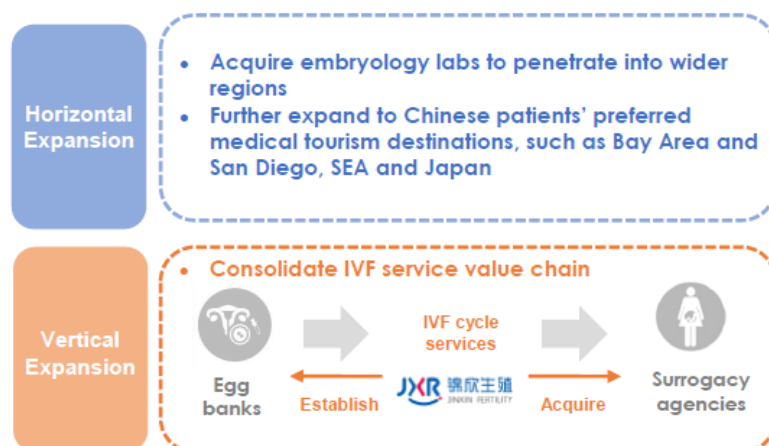 Horizontal
Expansion
• Acquire embryology labs to penetrate into wider
regions
• Further expand to Chinese patients' preferred
medical tourism destinations, such as Bay Area and
San Diego, SEA and Japan
Vertical
Expansion
• Consolidate IVF service value chain
IVF cycle
services
Egg
banks
Establish
JXR 锦欣生殖
JINXIN FERTILITY
Acquire
Surrogacy
agencies